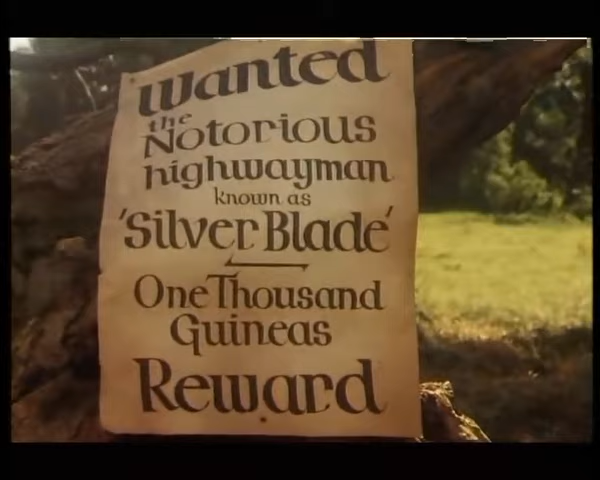 Wanted
the
Notorious
highwayman
known as
'Silver Blade'
One Thousand
Guineas
Reward